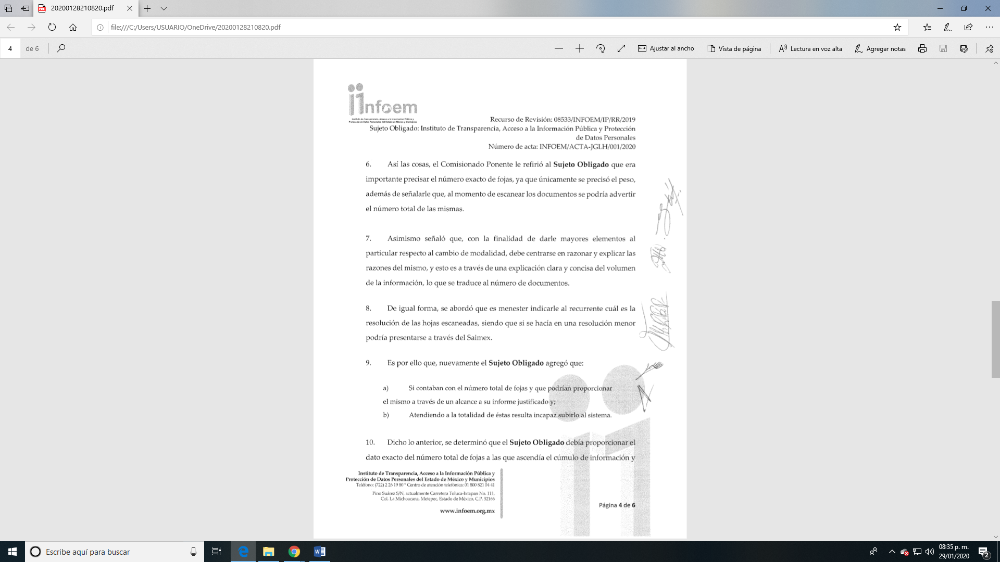 20200128210820.pdf
file:///C:/Users/USUARIO/OneDrive/20200128210820.pdf
4 de 6
Ajustar al ancho
Vista de página
Lectura en voz alta
Agregar notas
infoem
Instituto de Transparencia, Acceso a la Información Pública y
Protección de Datos Personales del Estado de México y Municipios
Recurso de Revisión: 08533/INFOEM/IP/RR/2019
Sujeto Obligado: Instituto de Transparencia, Acceso a la Información Pública y Protección
de Datos Personales
Número de acta: INFOEM/ACTA-JGLH/001/2020
6. Así las cosas, el Comisionado Ponente le refirió al Sujeto Obligado que era
importante precisar el número exacto de fojas, ya que únicamente se precisó el peso,
además de señalarle que, al momento de escanear los documentos se podría advertir
el número total de las mismas.
7. Asimismo señaló que, con la finalidad de darle mayores elementos al
particular respecto al cambio de modalidad, debe centrarse en razonar y explicar las
razones del mismo, y esto es a través de una explicación clara y concisa del volumen
de la información, lo que se traduce al número de documentos.
8. De igual forma, se abordó que es menester indicarle al recurrente cuál es la
resolución de las hojas escaneadas, siendo que si se hacía en una resolución menor
podría presentarse a través del Saimex.
9. Es por ello que, nuevamente el Sujeto Obligado agregó que:
a) Si contaban con el número total de fojas y que podrían proporcionar
el mismo a través de un alcance a su informe justificado y;
b) Atendiendo a la totalidad de éstas resulta incapaz subirlo al sistema.
10. Dicho lo anterior, se determinó que el Sujeto Obligado debía proporcionar el
dato exacto del número total de fojas a las que ascendía el cúmulo de información y
Instituto de Transparencia, Acceso a la Información Pública y
Protección de Datos Personales del Estado de México y Municipios
Teléfono: (722) 2 26 19 80 * Centro de atención telefónica: 01 800 821 04 41
Pino Suárez S/N, actualmente Carretera Toluca-Ixtapan No. 111,
Col. La Michoacana, Metepec, Estado de México, C.P. 52166
www.infoem.org.mx
Página 4 de 6
Escribe aquí para buscar
08:35 p. m.
29/01/2020
2